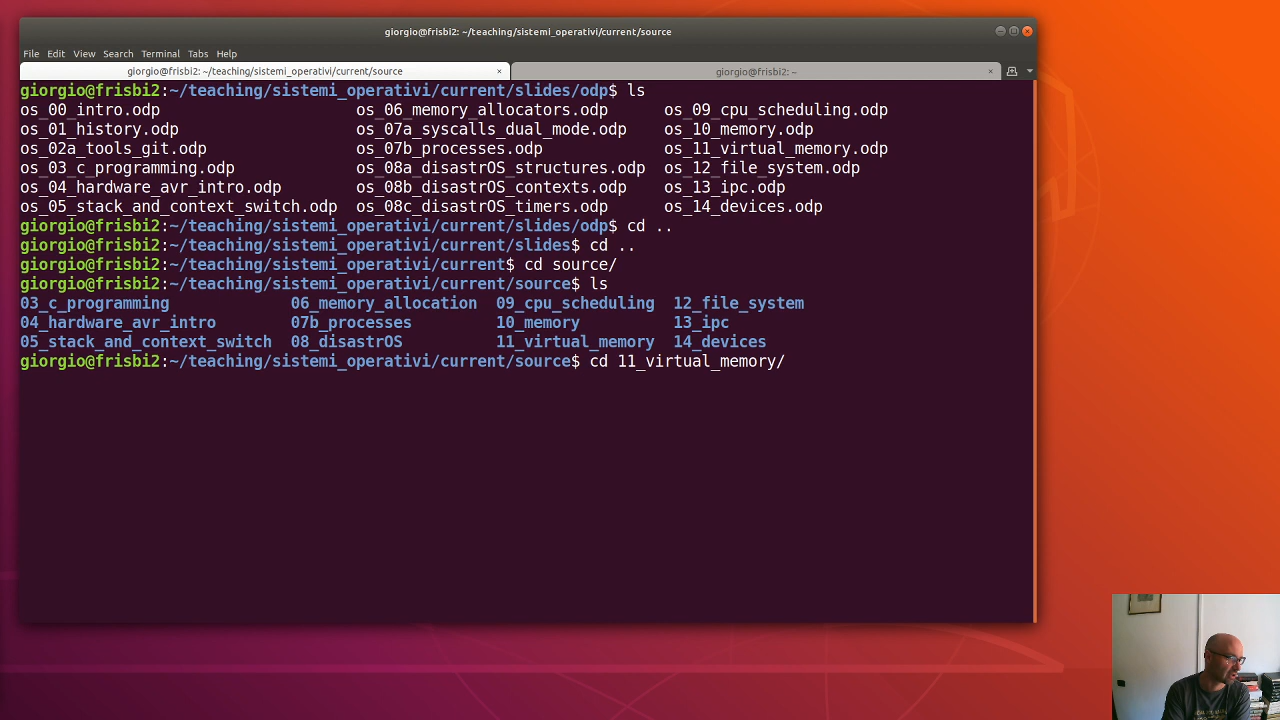 giorgio@frisbi2: ~/teaching/sistemi_operativi/current/source
File Edit View Search Terminal Tabs Help
giorgio@frisbi2: ~/teaching/sistemi_operativi/current/source × giorgio@frisbi2: ~ ×
giorgio@frisbi2:~/teaching/sistemi_operativi/current/slides/odp$ ls
os_00_intro.odp os_06_memory_allocators.odp os_09_cpu_scheduling.odp
os_01_history.odp os_07a_syscalls_dual_mode.odp os_10_memory.odp
os_02a_tools_git.odp os_07b_processes.odp os_11_virtual_memory.odp
os_03_c_programming.odp os_08a_disastrOS_structures.odp os_12_file_system.odp
os_04_hardware_avr_intro.odp os_08b_disastrOS_contexts.odp os_13_ipc.odp
os_05_stack_and_context_switch.odp os_08c_disastrOS_timers.odp os_14_devices.odp
giorgio@frisbi2:~/teaching/sistemi_operativi/current/slides/odp$ cd ..
giorgio@frisbi2:~/teaching/sistemi_operativi/current/slides$ cd ..
giorgio@frisbi2:~/teaching/sistemi_operativi/current$ cd source/
giorgio@frisbi2:~/teaching/sistemi_operativi/current/source$ ls
03_c_programming 06_memory_allocation 09_cpu_scheduling 12_file_system
04_hardware_avr_intro 07b_processes 10_memory 13_ipc
05_stack_and_context_switch 08_disastrOS 11_virtual_memory 14_devices
giorgio@frisbi2:~/teaching/sistemi_operativi/current/source$ cd 11_virtual_memory/